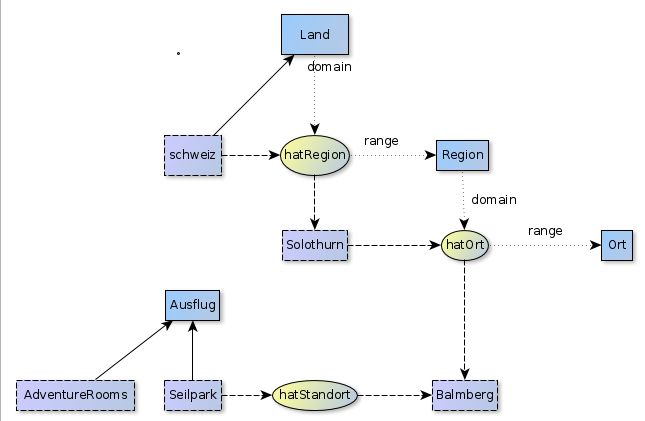 Land
domain
schweiz
hatRegion
range
Region
domain
Solothurn
hatOrt
range
Ort
Ausflug
AdventureRooms
Seilpark
hatStandort
Balmberg